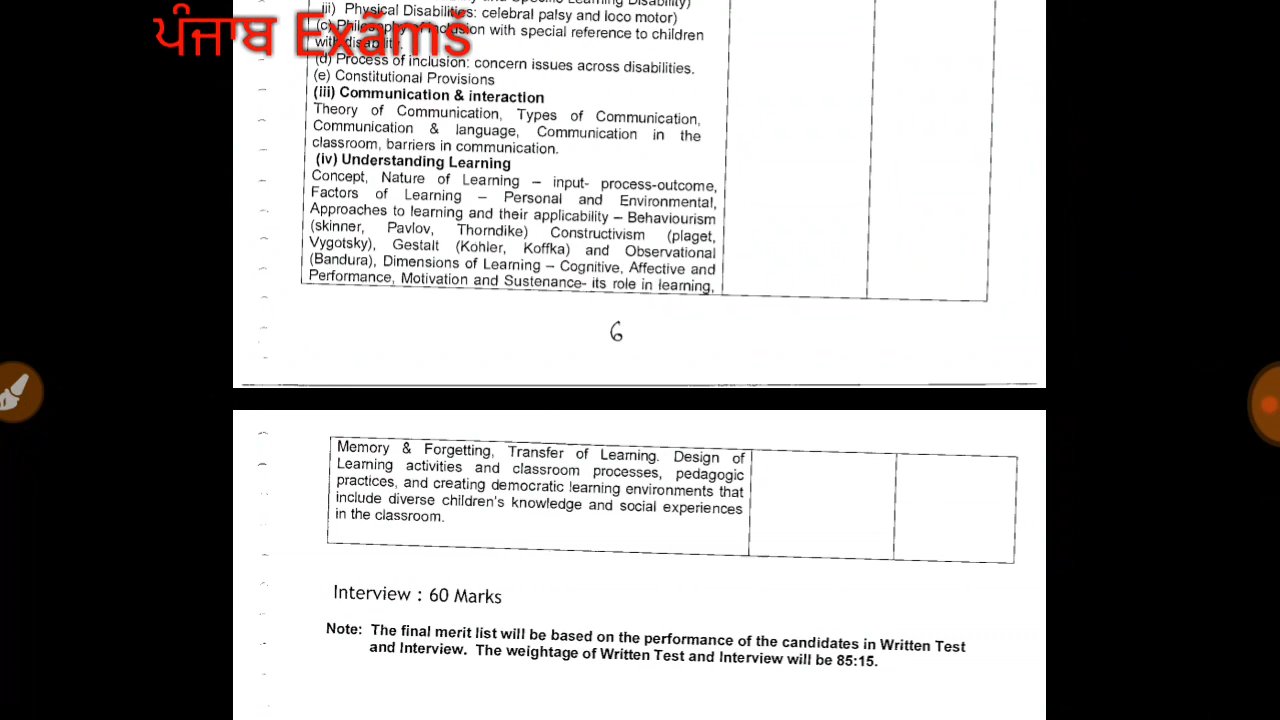 ਪੰਜਾਬ Exãmš
iii) Physical Disabilities: celebral palsy and loco motor)
(c) Philosophy of inclusion with special reference to children
with disability.
(d) Process of inclusion: concern issues across disabilities.
(e) Constitutional Provisions
(iii) Communication & interaction
Theory of Communication, Types of Communication,
Communication & language, Communication in the
classroom, barriers in communication.
(iv) Understanding Learning
Concept, Nature of Learning – input- process-outcome,
Factors of Learning – Personal and Environmental,
Approaches to learning and their applicability – Behaviourism
(skinner, Pavlov, Thorndike) Constructivism (plaget,
Vygotsky), Gestalt (Kohler, Koffka) and Observational
(Bandura), Dimensions of Learning – Cognitive, Affective and
Performance, Motivation and Sustenance- its role in learning,
6
Memory & Forgetting, Transfer of Learning. Design of
Learning activities and classroom processes, pedagogic
practices, and creating democratic learning environments that
include diverse children's knowledge and social experiences
in the classroom.
Interview : 60 Marks
Note: The final merit list will be based on the performance of the candidates in Written Test
and Interview. The weightage of Written Test and Interview will be 85:15.